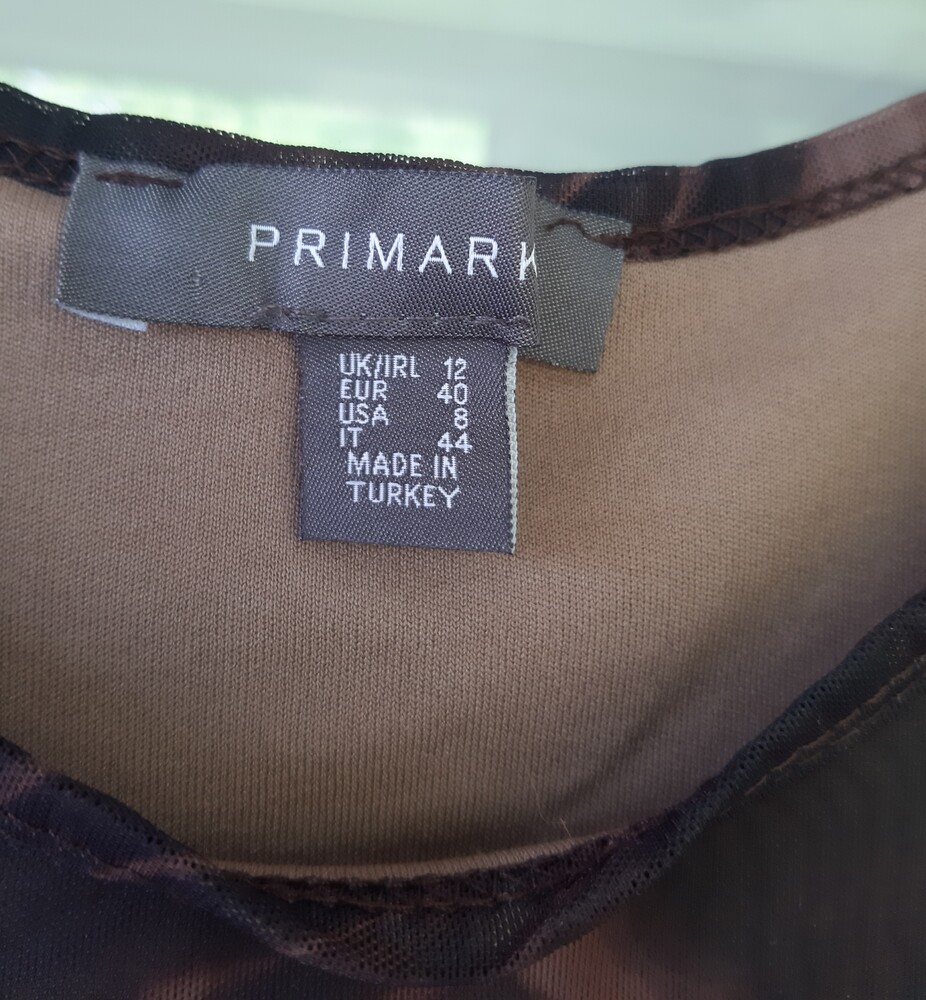 PRIMARK
UK/IRL 12
EUR 40
USA 8
IT 44
MADE IN
TURKEY